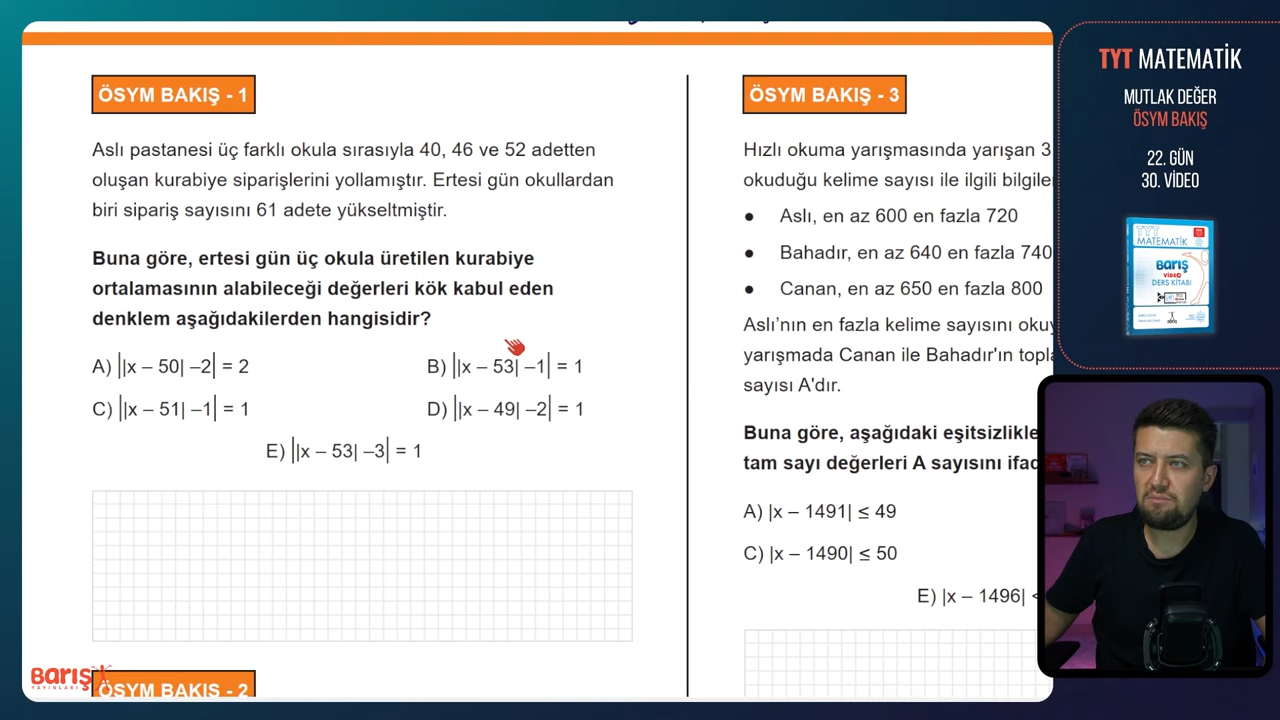 ÖSYM BAKIŞ - 1
Aslı pastanesi üç farklı okula sırasıyla 40, 46 ve 52 adetten
oluşan kurabiye siparişlerini yollamıştır. Ertesi gün okullardan
biri sipariş sayısını 61 adete yükseltmiştir.
Buna göre, ertesi gün üç okula üretilen kurabiye
ortalamasının alabileceği değerleri kök kabul eden
denklem aşağıdakilerden hangisidir?
A) ||x – 50| –2| = 2
B) ||x – 53| –1| = 1
C) ||x – 51| –1| = 1
D) ||x – 49| –2| = 1
E) ||x – 53| –3| = 1
ÖSYM BAKIŞ - 2
ÖSYM BAKIŞ - 3
Hızlı okuma yarışmasında yarışan 3
okuduğu kelime sayısı ile ilgili bilgile
● Aslı, en az 600 en fazla 720
● Bahadır, en az 640 en fazla 740
● Canan, en az 650 en fazla 800
Aslı'nın en fazla kelime sayısını oku
yarışmada Canan ile Bahadır'ın topla
sayısı A'dır.
Buna göre, aşağıdaki eşitsizlikle
tam sayı değerleri A sayısını ifad
A) |x – 1491| ≤ 49
C) |x – 1490| ≤ 50
E) |x – 1496|
TYT MATEMATİK
MUTLAK DEĞER
ÖSYM BAKIŞ
22. GÜN
30. VİDEO
TYT
MATEMATİK
BARIŞ
VİDEO
DERS KİTABI
BARIŞ
YAYINLARI